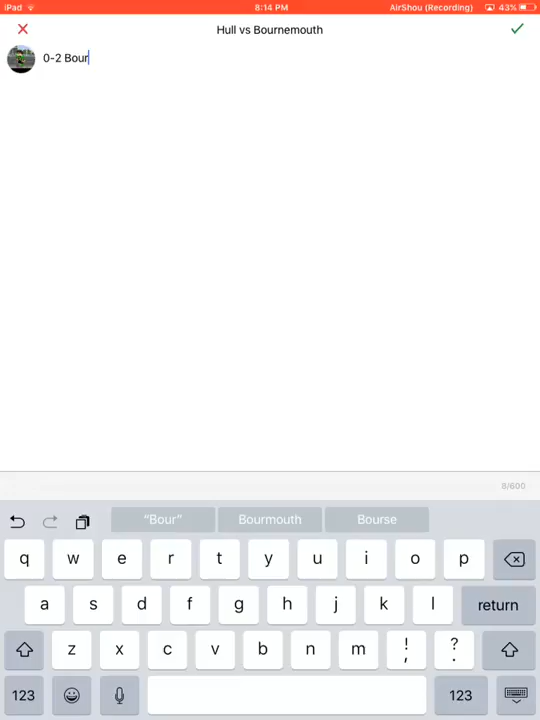 iPad 8:14 PM AirShou (Recording) 43%
Hull vs Bournemouth
0-2 Bour
8/600
"Bour" Bourmouth Bourse
q w e r t y u i o p
a s d f g h j k l return
z x c v b n m ! , ? .
123 123